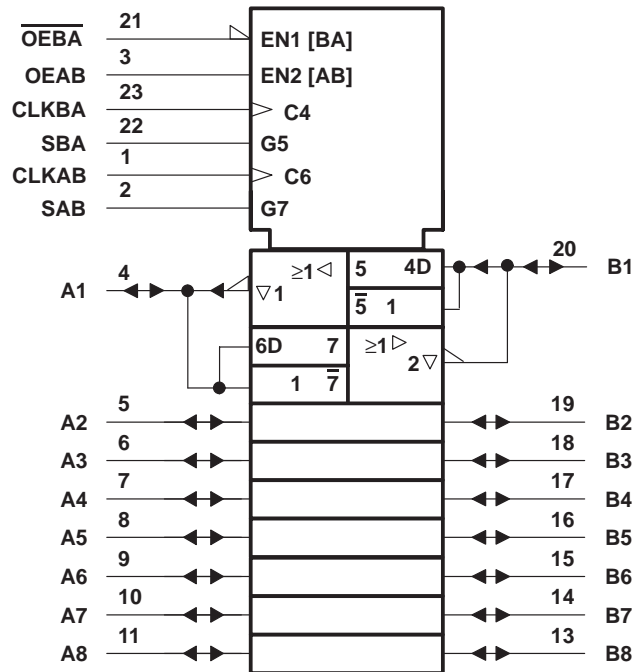 21
O̅E̅B̅A̅ EN1 [BA]
3
OEAB EN2 [AB]
23
CLKBA C4
22
SBA G5
1
CLKAB C6
2
SAB G7
4 ≥1 5 4D 20
A1 ▽1 B1
5̅ 1
6D 7 ≥1 2▽
1 7̅
5 19
A2 B2
6 18
A3 B3
7 17
A4 B4
8 16
A5 B5
9 15
A6 B6
10 14
A7 B7
11 13
A8 B8